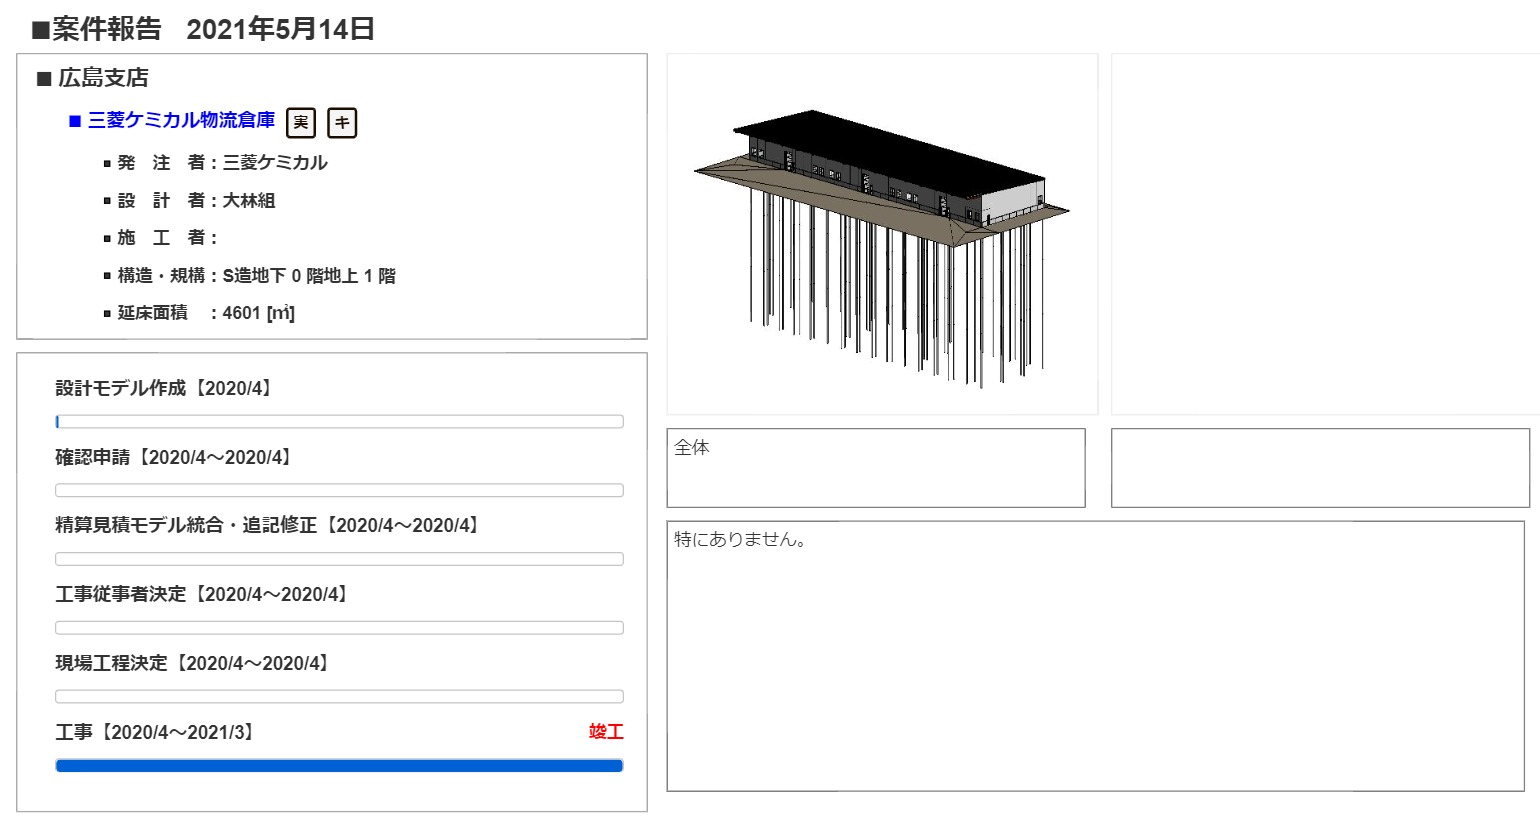 ■案件報告　2021年5月14日
■ 広島支店
■ 三菱ケミカル物流倉庫 実 キ
▪ 発　注　者：三菱ケミカル
▪ 設　計　者：大林組
▪ 施　工　者：
▪ 構造・規構：S造地下 0 階地上 1 階
▪ 延床面積　：4601 [㎡]
設計モデル作成【2020/4】
確認申請【2020/4～2020/4】
精算見積モデル統合・追記修正【2020/4～2020/4】
工事従事者決定【2020/4～2020/4】
現場工程決定【2020/4～2020/4】
工事【2020/4～2021/3】 竣工
全体
特にありません。